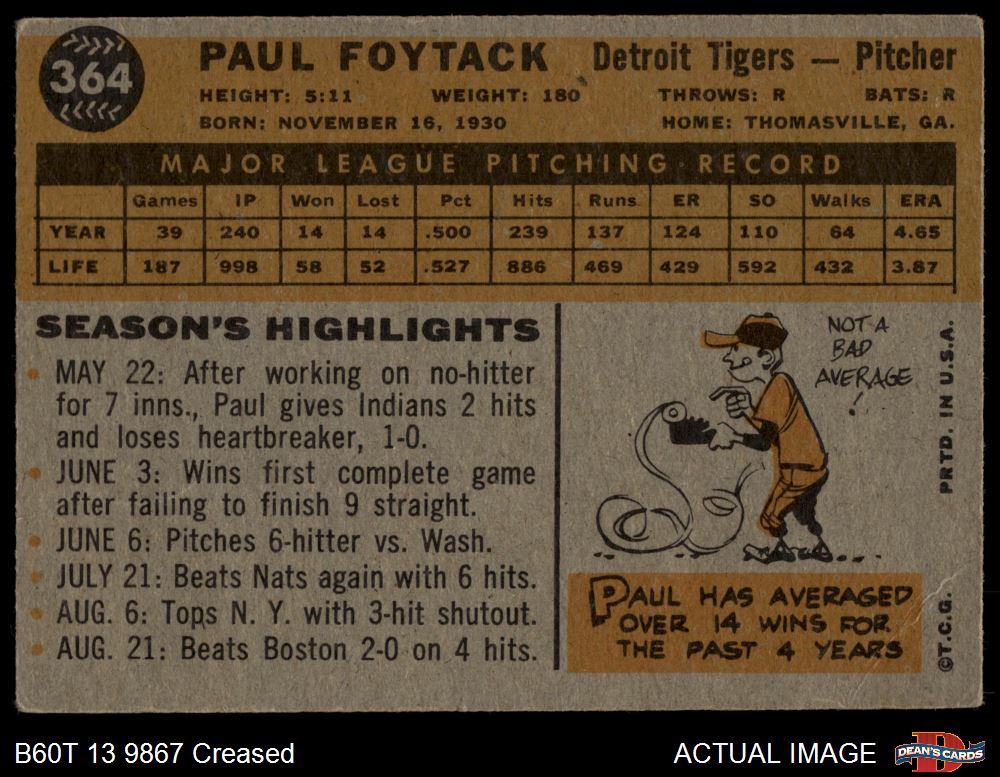 364
PAUL FOYTACK Detroit Tigers — Pitcher
HEIGHT: 5:11 WEIGHT: 180 THROWS: R BATS: R
BORN: NOVEMBER 16, 1930 HOME: THOMASVILLE, GA.
MAJOR LEAGUE PITCHING RECORD
Games IP Won Lost Pct Hits Runs ER SO Walks ERA
YEAR 39 240 14 14 .500 239 137 124 110 64 4.65
LIFE 187 998 58 52 .527 886 469 429 592 432 3.87
SEASON'S HIGHLIGHTS
• MAY 22: After working on no-hitter
for 7 inns., Paul gives Indians 2 hits
and loses heartbreaker, 1-0.
• JUNE 3: Wins first complete game
after failing to finish 9 straight.
• JUNE 6: Pitches 6-hitter vs. Wash.
• JULY 21: Beats Nats again with 6 hits.
• AUG. 6: Tops N. Y. with 3-hit shutout.
• AUG. 21: Beats Boston 2-0 on 4 hits.
NOT A
BAD
AVERAGE
!
PAUL HAS AVERAGED
OVER 14 WINS FOR
THE PAST 4 YEARS
PRTD. IN U.S.A.
©T.C.G.
B60T 13 9867 Creased
ACTUAL IMAGE
DEAN'S CARDS